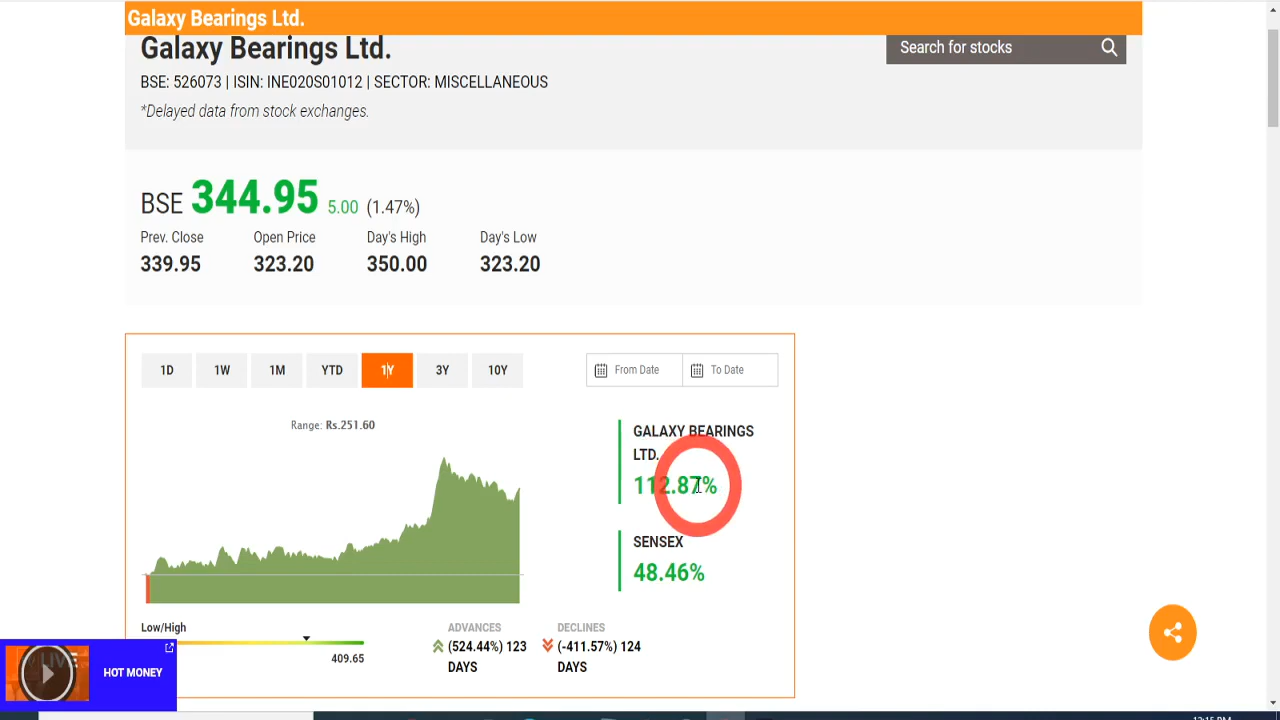 Galaxy Bearings Ltd.
Galaxy Bearings Ltd.
Search for stocks
BSE: 526073 | ISIN: INE020S01012 | SECTOR: MISCELLANEOUS
*Delayed data from stock exchanges.
BSE 344.95 5.00 (1.47%)
Prev. Close Open Price Day's High Day's Low
339.95 323.20 350.00 323.20
1D 1W 1M YTD 1Y 3Y 10Y From Date To Date
Range: Rs.251.60
GALAXY BEARINGS
LTD.
112.87%
SENSEX
48.46%
Low/High
409.65
ADVANCES
(524.44%) 123
DAYS
DECLINES
(-411.57%) 124
DAYS
LIVE
HOT MONEY
12:15 PM